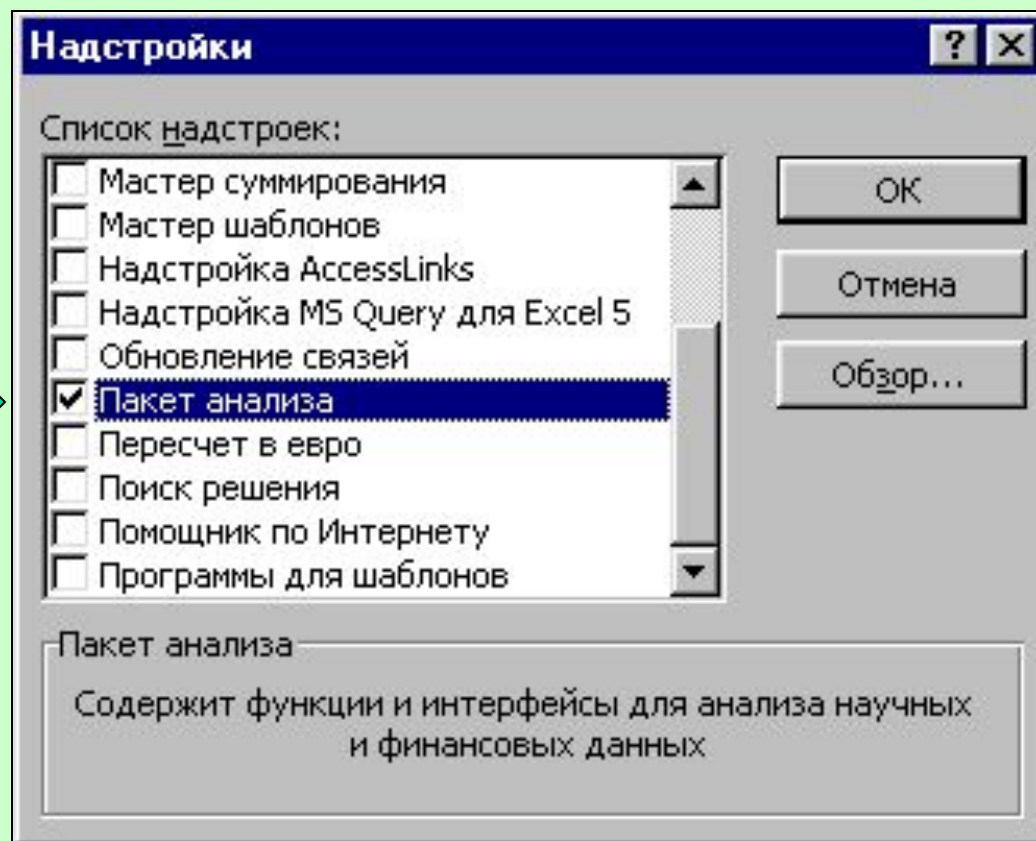 Надстройки
Список надстроек:
Мастер суммирования
Мастер шаблонов
Надстройка AccessLinks
Надстройка MS Query для Excel 5
Обновление связей
Пакет анализа
Пересчет в евро
Поиск решения
Помощник по Интернету
Программы для шаблонов
ОК
Отмена
Обзор...
Пакет анализа
Содержит функции и интерфейсы для анализа научных
и финансовых данных